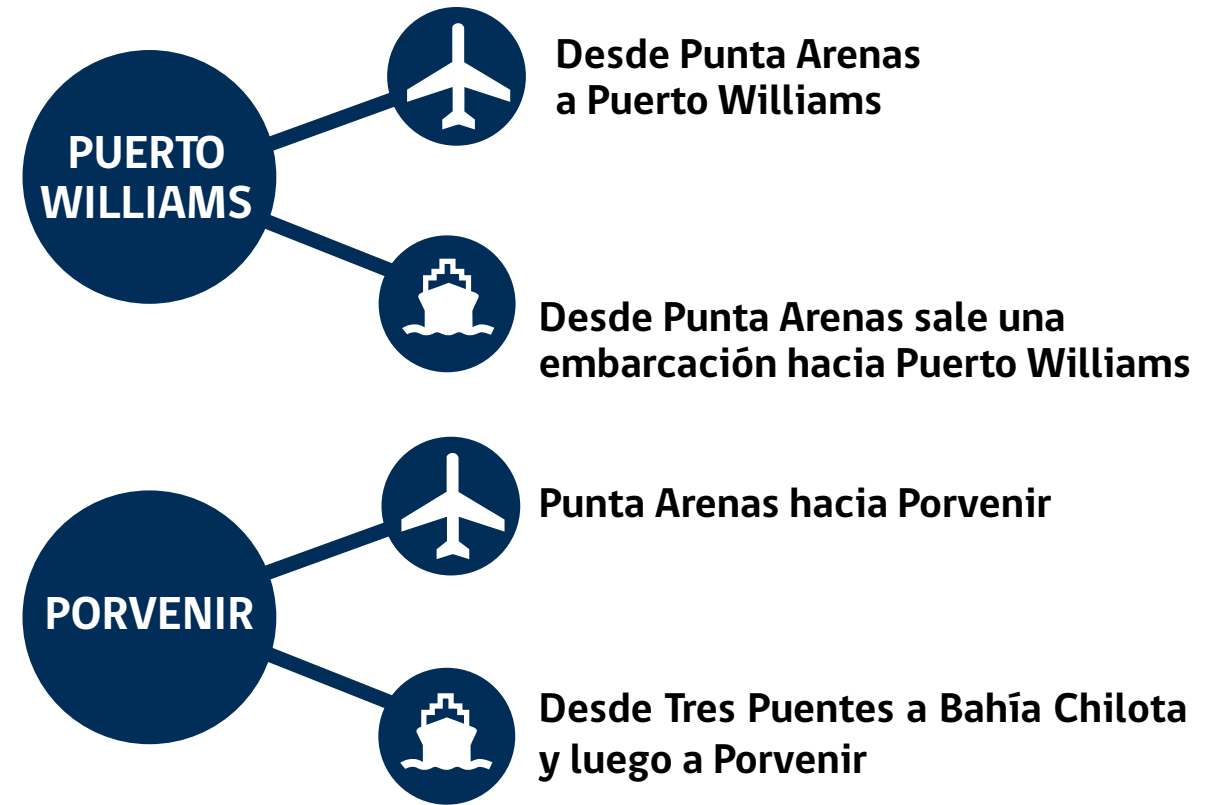 PUERTO
WILLIAMS
Desde Punta Arenas
a Puerto Williams
Desde Punta Arenas sale una
embarcación hacia Puerto Williams
PORVENIR
Punta Arenas hacia Porvenir
Desde Tres Puentes a Bahía Chilota
y luego a Porvenir